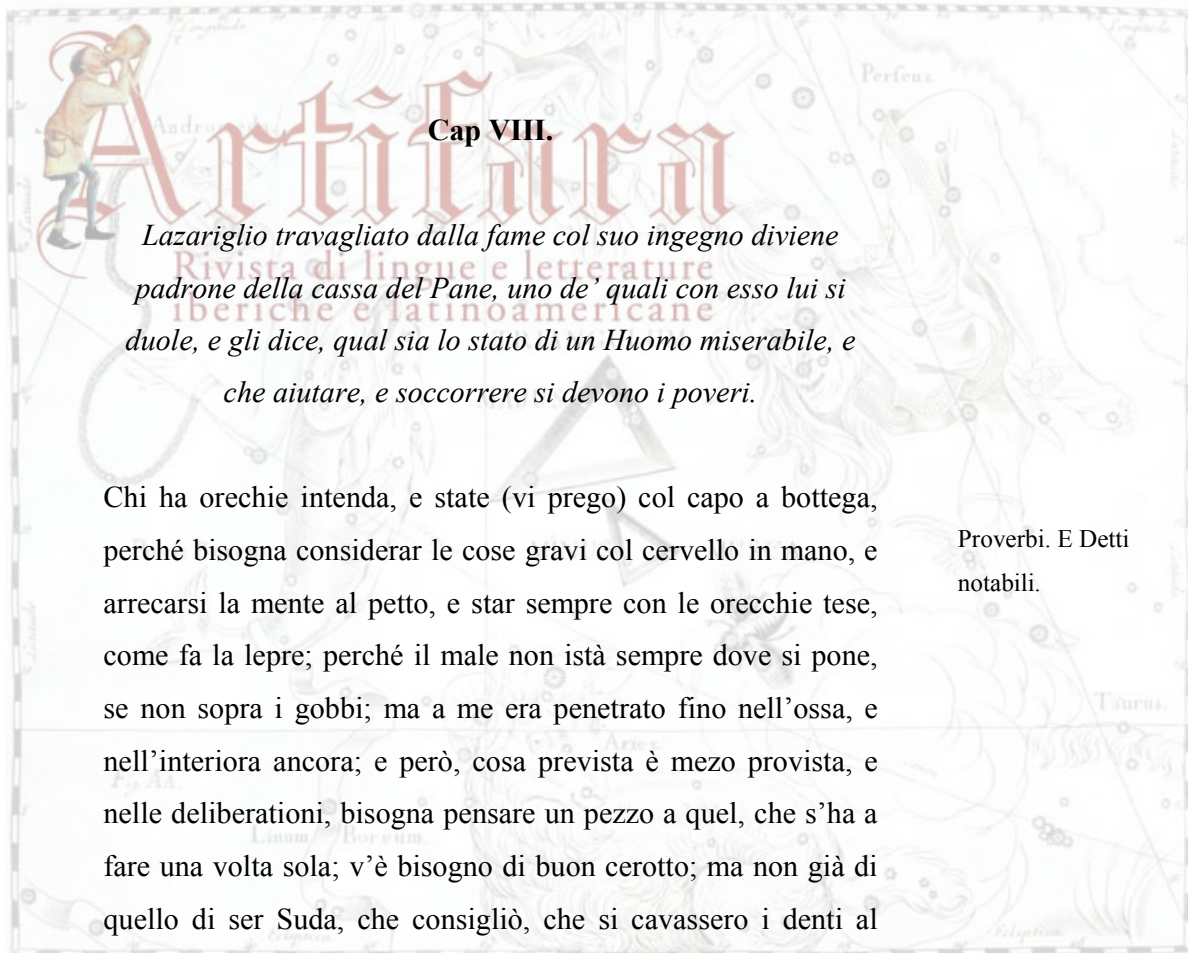 Cap VIII.
Artifara
Rivista di lingue e letterature
iberiche e latinoamericane
Lazariglio travagliato dalla fame col suo ingegno diviene
padrone della cassa del Pane, uno de’ quali con esso lui si
duole, e gli dice, qual sia lo stato di un Huomo miserabile, e
che aiutare, e soccorrere si devono i poveri.
Chi ha orechie intenda, e state (vi prego) col capo a bottega,
perché bisogna considerar le cose gravi col cervello in mano, e
arrecarsi la mente al petto, e star sempre con le orecchie tese,
come fa la lepre; perché il male non istà sempre dove si pone,
se non sopra i gobbi; ma a me era penetrato fino nell’ossa, e
nell’interiora ancora; e però, cosa prevista è mezo provista, e
nelle deliberationi, bisogna pensare un pezzo a quel, che s’ha a
fare una volta sola; v’è bisogno di buon cerotto; ma non già di
quello di ser Suda, che consigliò, che si cavassero i denti al
Proverbi. E Detti
notabili.
Perseus
Taurus.
Aries.
Linum Boreum.